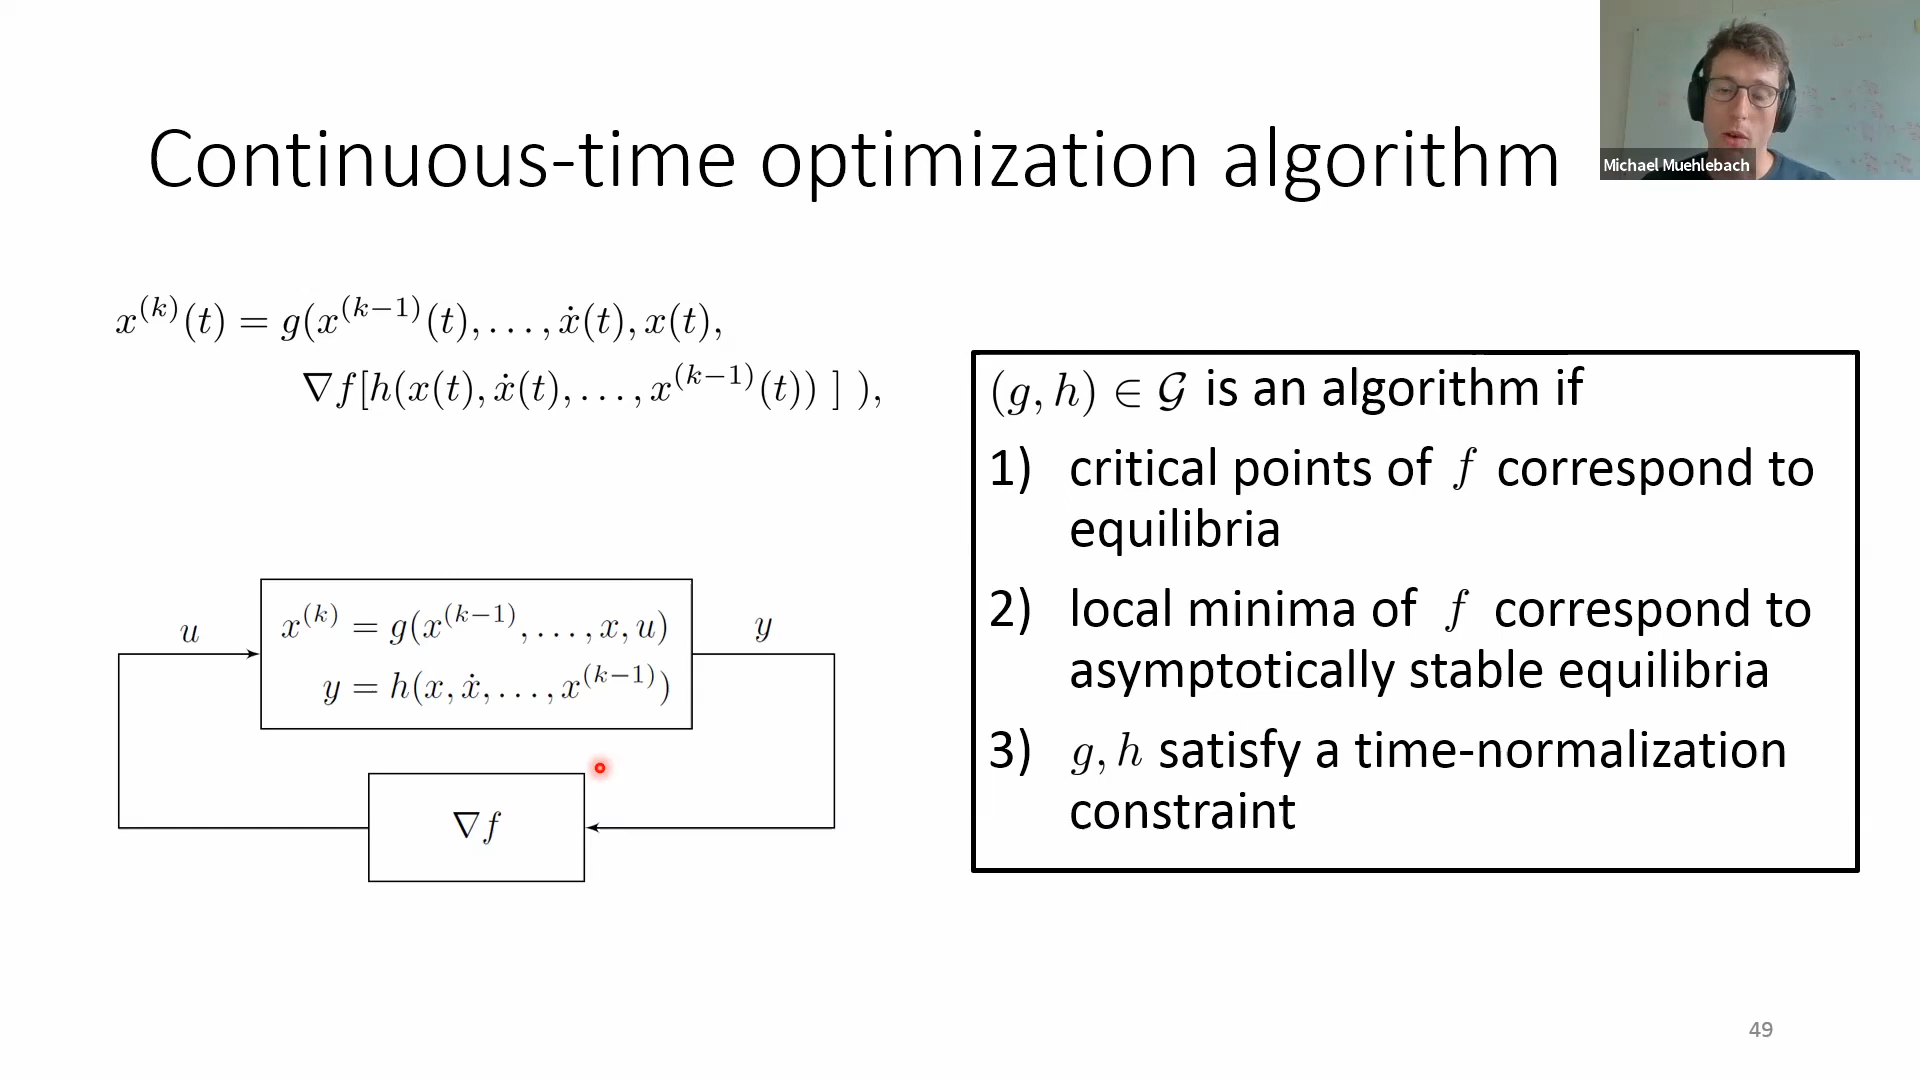 Continuous-time optimization algorithm
Michael Muehlebach
x^{(k)}(t) = g(x^{(k−1)}(t), . . . , ẋ(t), x(t),
∇f[h(x(t), ẋ(t), . . . , x^{(k−1)}(t)) ] ),
(g, h) ∈ 𝒢 is an algorithm if
1) critical points of f correspond to
equilibria
2) local minima of f correspond to
asymptotically stable equilibria
3) g, h satisfy a time-normalization
constraint
u
x^{(k)} = g(x^{(k−1)}, . . . , x, u)
y = h(x, ẋ, . . . , x^{(k−1)})
y
∇f
49